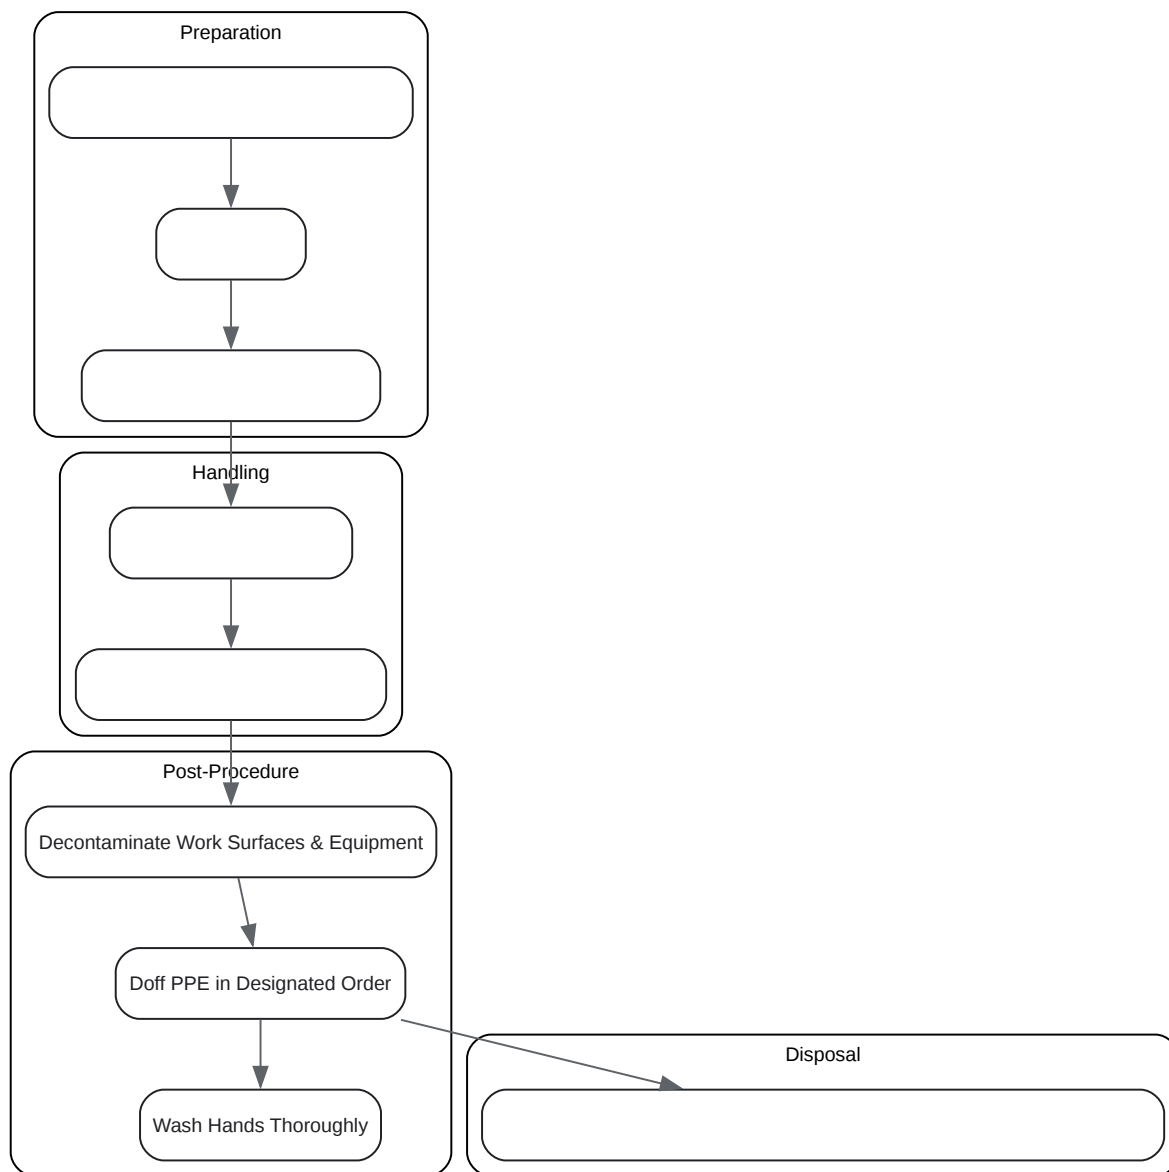 Preparation
Handling
Post-Procedure
Decontaminate Work Surfaces & Equipment
Doff PPE in Designated Order
Wash Hands Thoroughly
Disposal